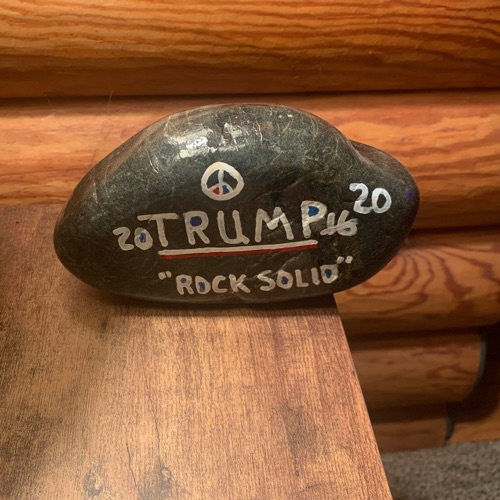 20TRUMP16 20
"ROCK SOLID"